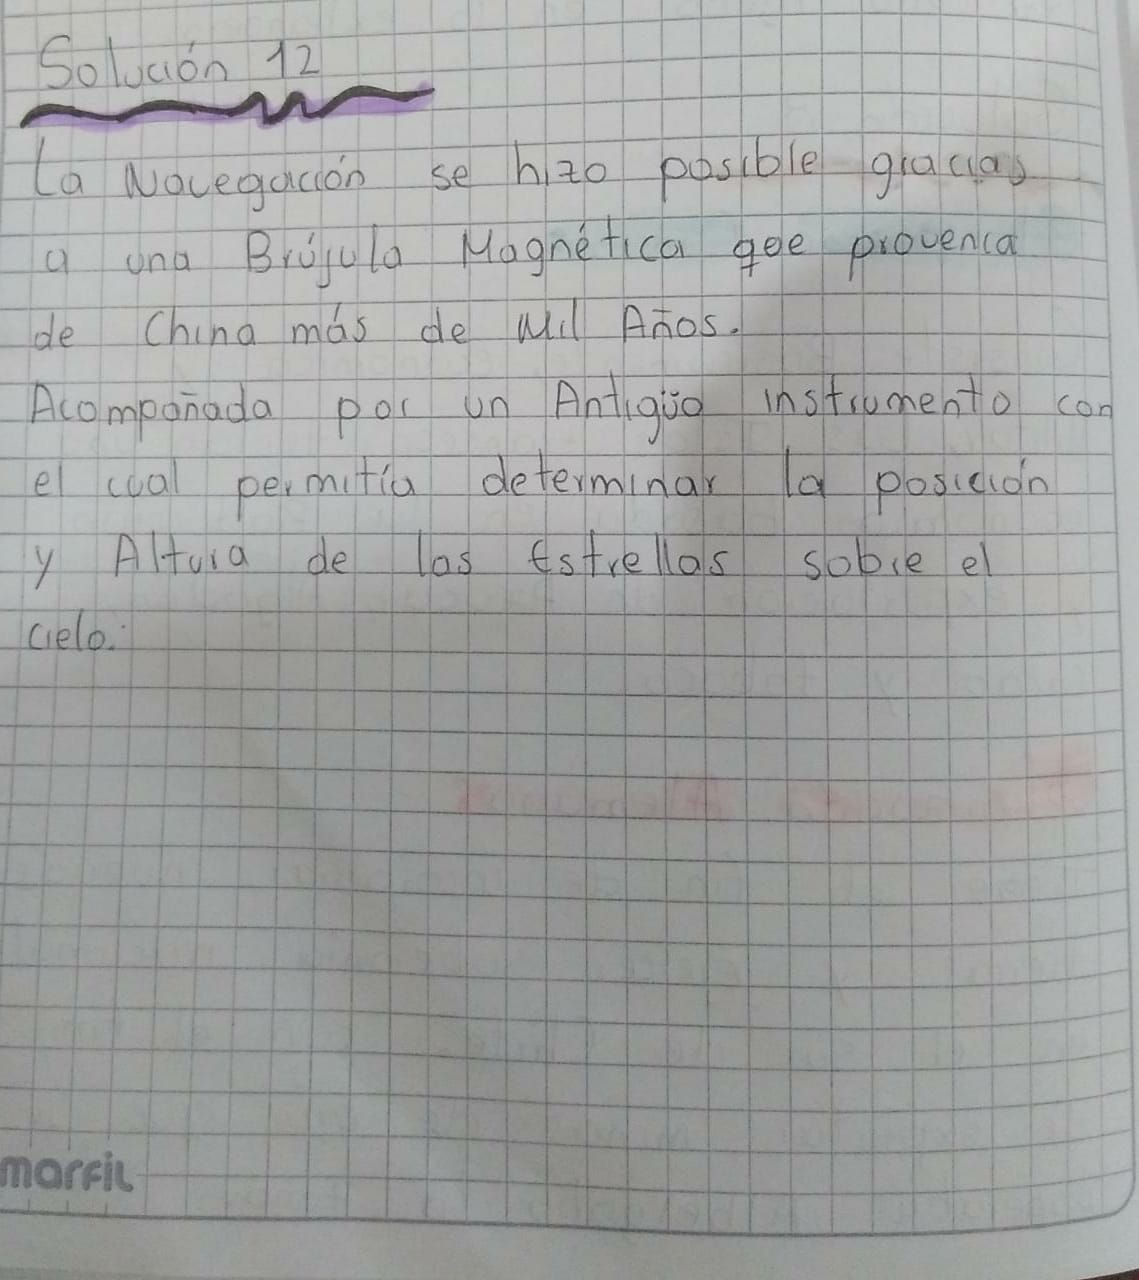 Solución 12
La Navegación se hizo posible gracias
a una Brújula Magnética que provenia
de China más de Mil Años.
Acompañada por un Antigüo instrumento con
el cual permitía determinar la posición
y Altura de las Estrellas sobre el
cielo.
marfil